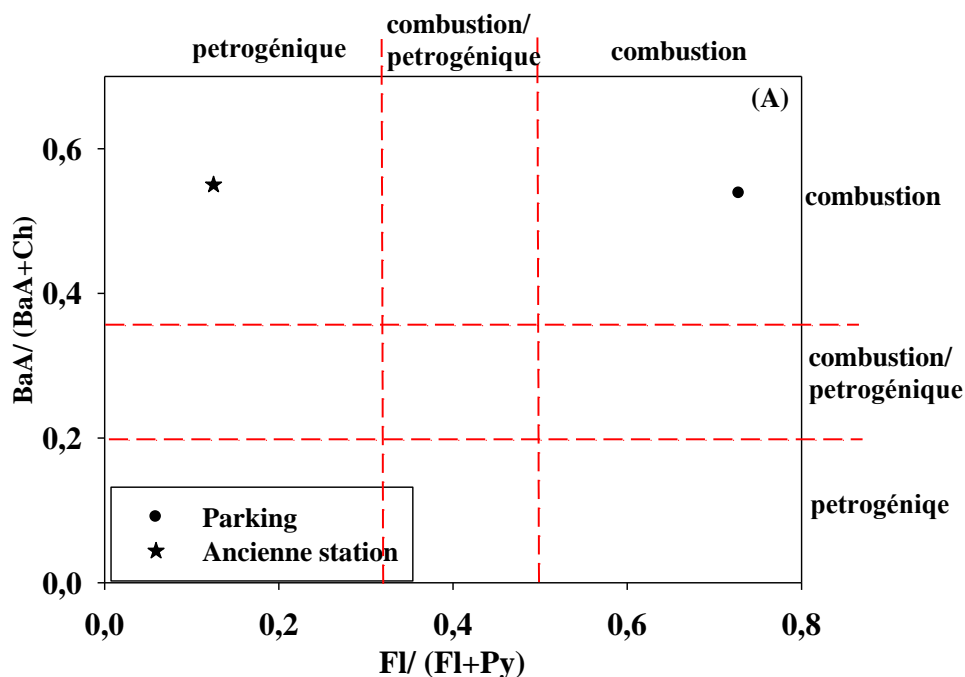 petrogénique
combustion/
petrogénique
combustion
(A)
0,6
0,4
0,2
0,0
BaA/ (BaA+Ch)
combustion
combustion/
petrogénique
petrogéniqe
Parking
Ancienne station
0,0
0,2
0,4
0,6
0,8
Fl/ (Fl+Py)